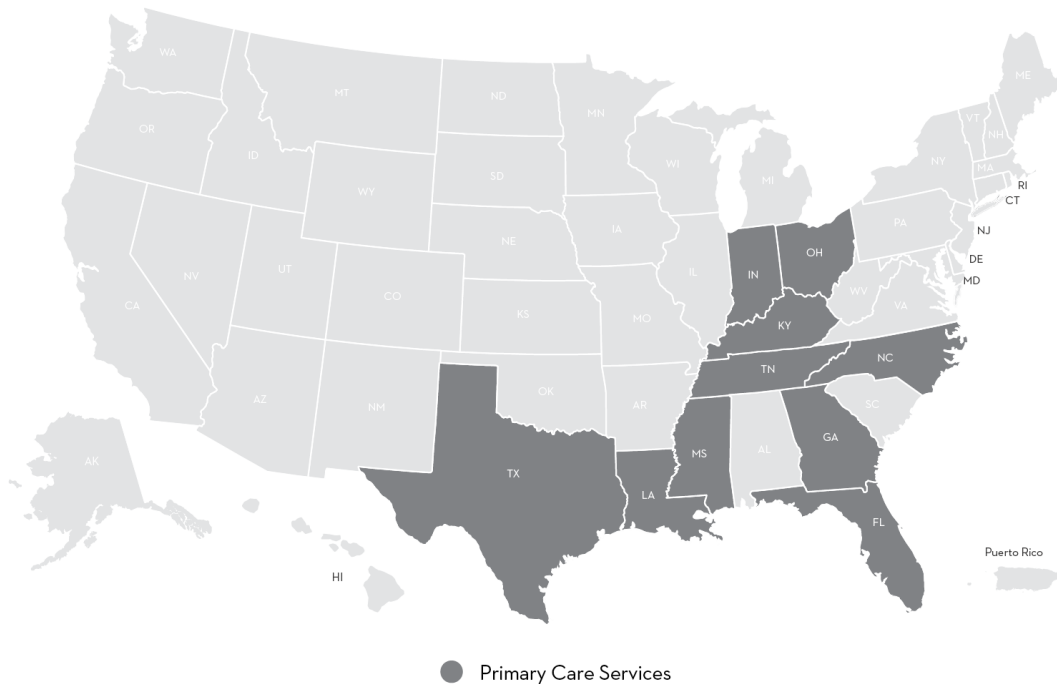 WA
MT
ND
MN
ME
OR
ID
SD
WI
VT
NH
WY
MI
NY
MA
RI
CT
NE
IA
PA
NJ
NV
UT
CO
IL
IN
OH
DE
MD
CA
KS
MO
KY
WV
VA
AZ
NM
OK
AR
TN
NC
SC
AK
TX
LA
MS
AL
GA
FL
HI
Puerto Rico
Primary Care Services